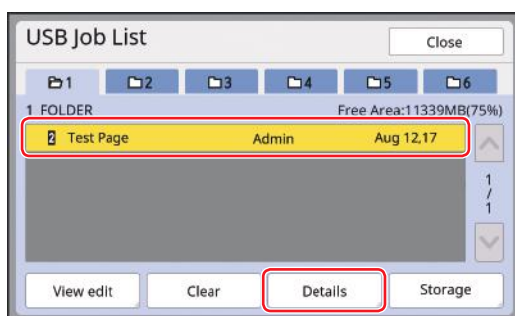 USB Job List
Close
1 2 3 4 5 6
1 FOLDER Free Area:11339MB(75%)
2 Test Page Admin Aug 12,17
1
/
1
View edit Clear Details Storage